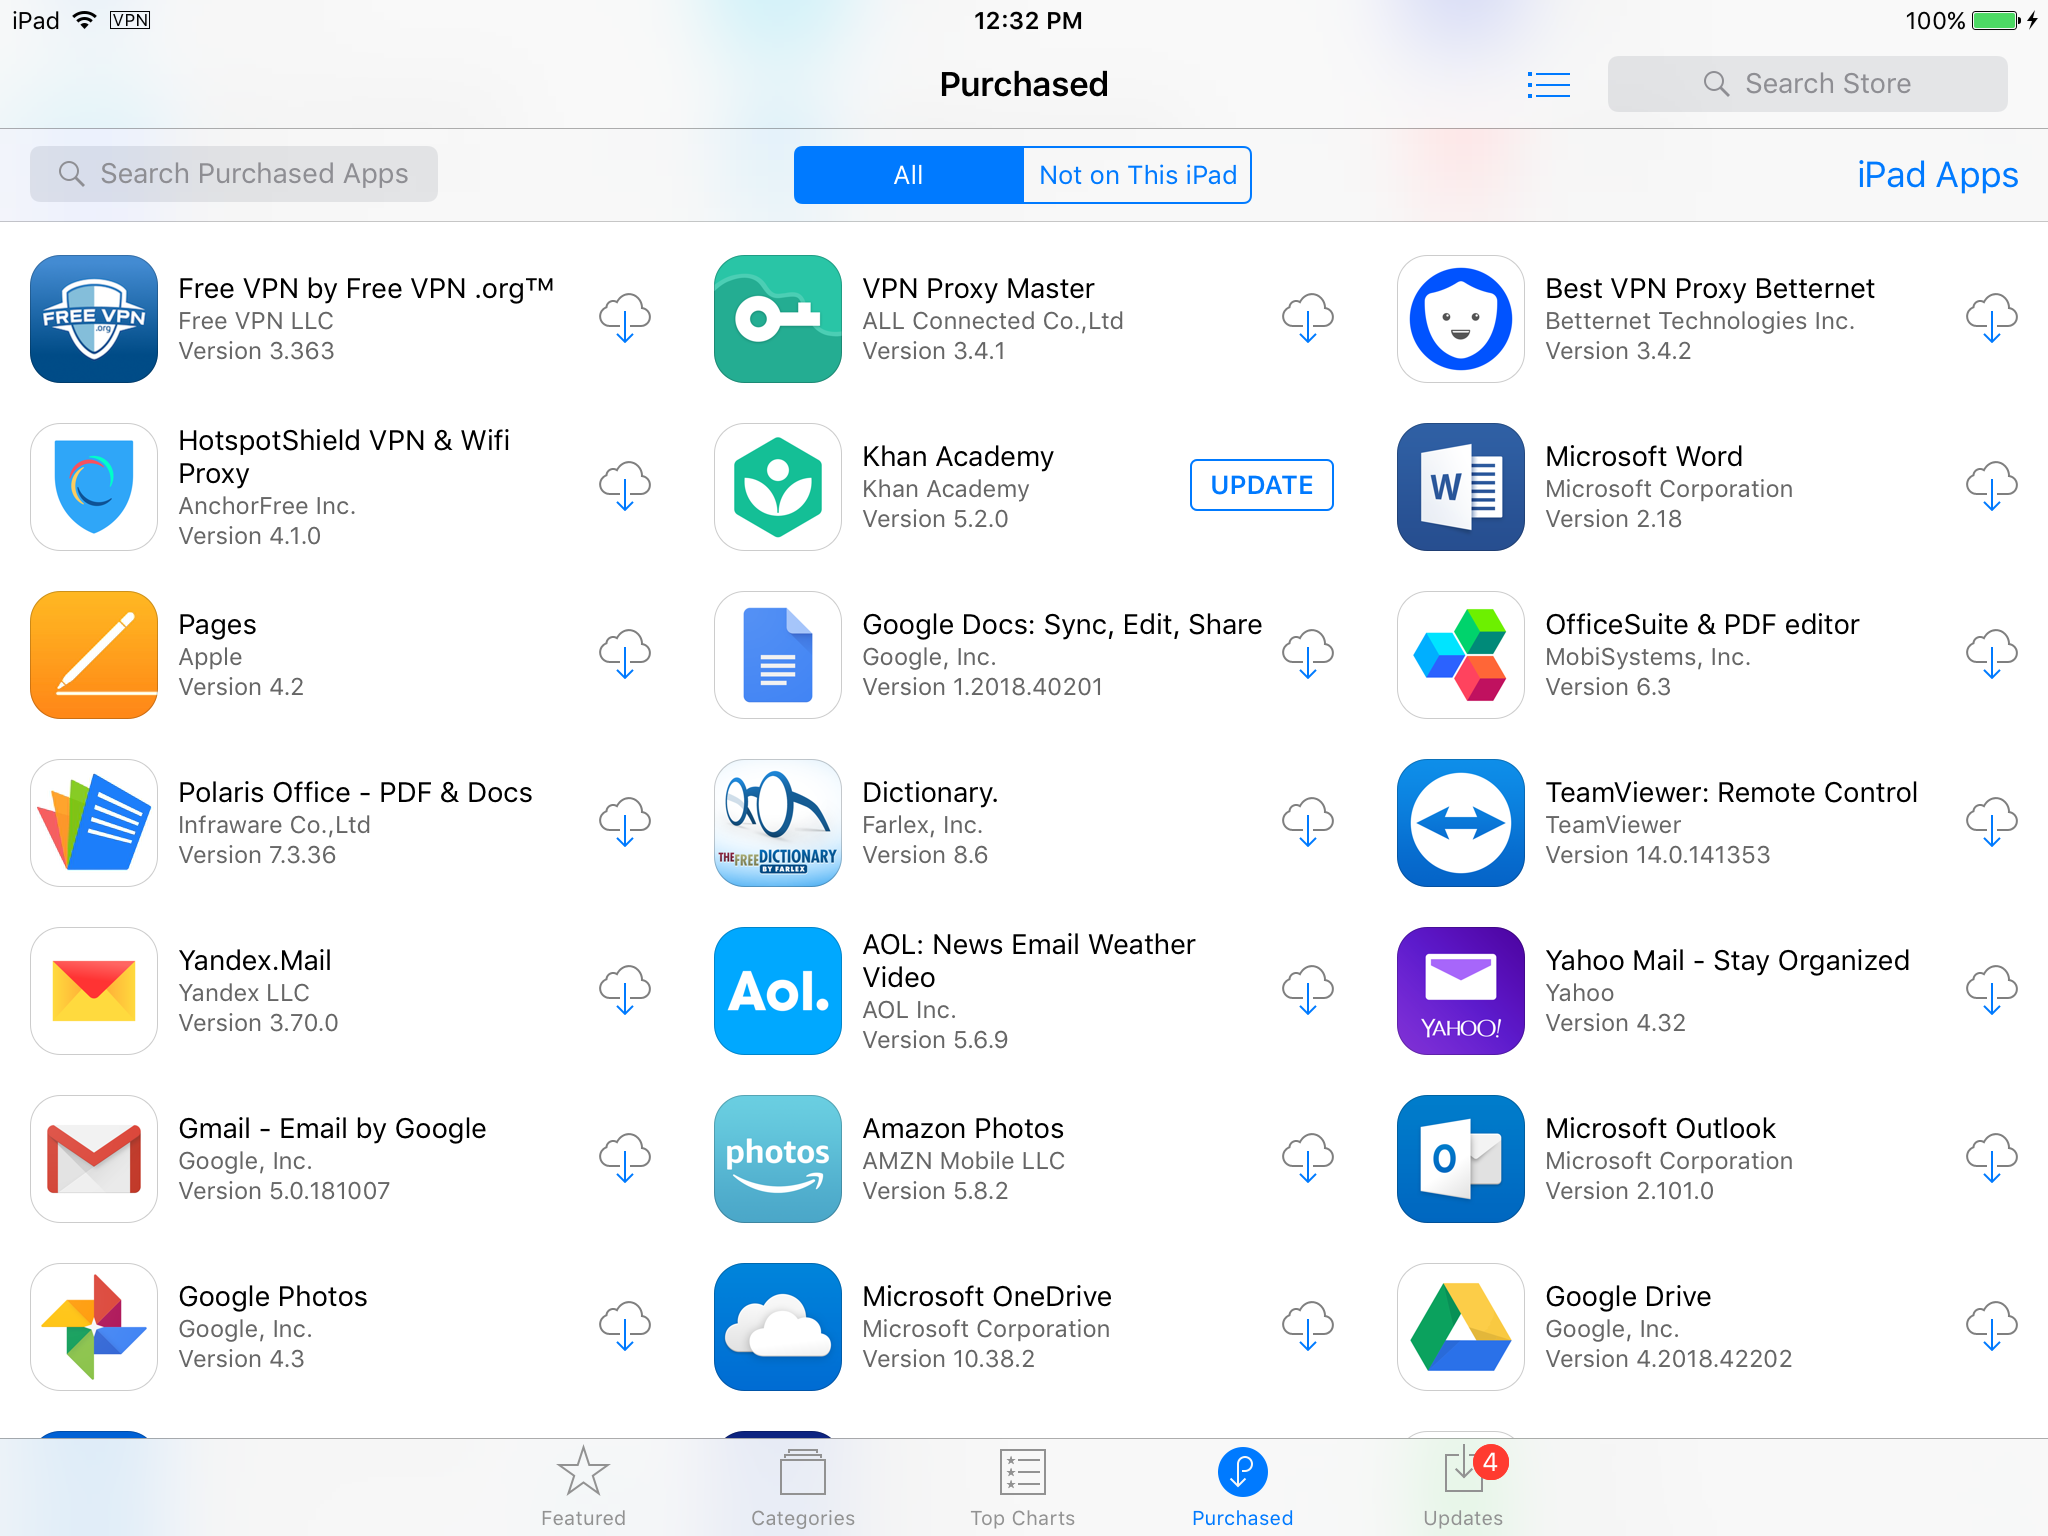 iPad VPN 12:32 PM 100%
Purchased
Search Store
Search Purchased Apps
All
Not on This iPad
iPad Apps
FREE VPN
.org
Free VPN by Free VPN .org™
Free VPN LLC
Version 3.363
VPN Proxy Master
ALL Connected Co.,Ltd
Version 3.4.1
Best VPN Proxy Betternet
Betternet Technologies Inc.
Version 3.4.2
HotspotShield VPN & Wifi
Proxy
AnchorFree Inc.
Version 4.1.0
Khan Academy
Khan Academy
Version 5.2.0
UPDATE
W
Microsoft Word
Microsoft Corporation
Version 2.18
Pages
Apple
Version 4.2
Google Docs: Sync, Edit, Share
Google, Inc.
Version 1.2018.40201
OfficeSuite & PDF editor
MobiSystems, Inc.
Version 6.3
Polaris Office - PDF & Docs
Infraware Co.,Ltd
Version 7.3.36
THE FREE DICTIONARY
BY FARLEX
Dictionary.
Farlex, Inc.
Version 8.6
TeamViewer: Remote Control
TeamViewer
Version 14.0.141353
Yandex.Mail
Yandex LLC
Version 3.70.0
Aol.
AOL: News Email Weather
Video
AOL Inc.
Version 5.6.9
YAHOO!
Yahoo Mail - Stay Organized
Yahoo
Version 4.32
Gmail - Email by Google
Google, Inc.
Version 5.0.181007
photos
Amazon Photos
AMZN Mobile LLC
Version 5.8.2
O
Microsoft Outlook
Microsoft Corporation
Version 2.101.0
Google Photos
Google, Inc.
Version 4.3
Microsoft OneDrive
Microsoft Corporation
Version 10.38.2
Google Drive
Google, Inc.
Version 4.2018.42202
Featured
Categories
Top Charts
Purchased
4
Updates